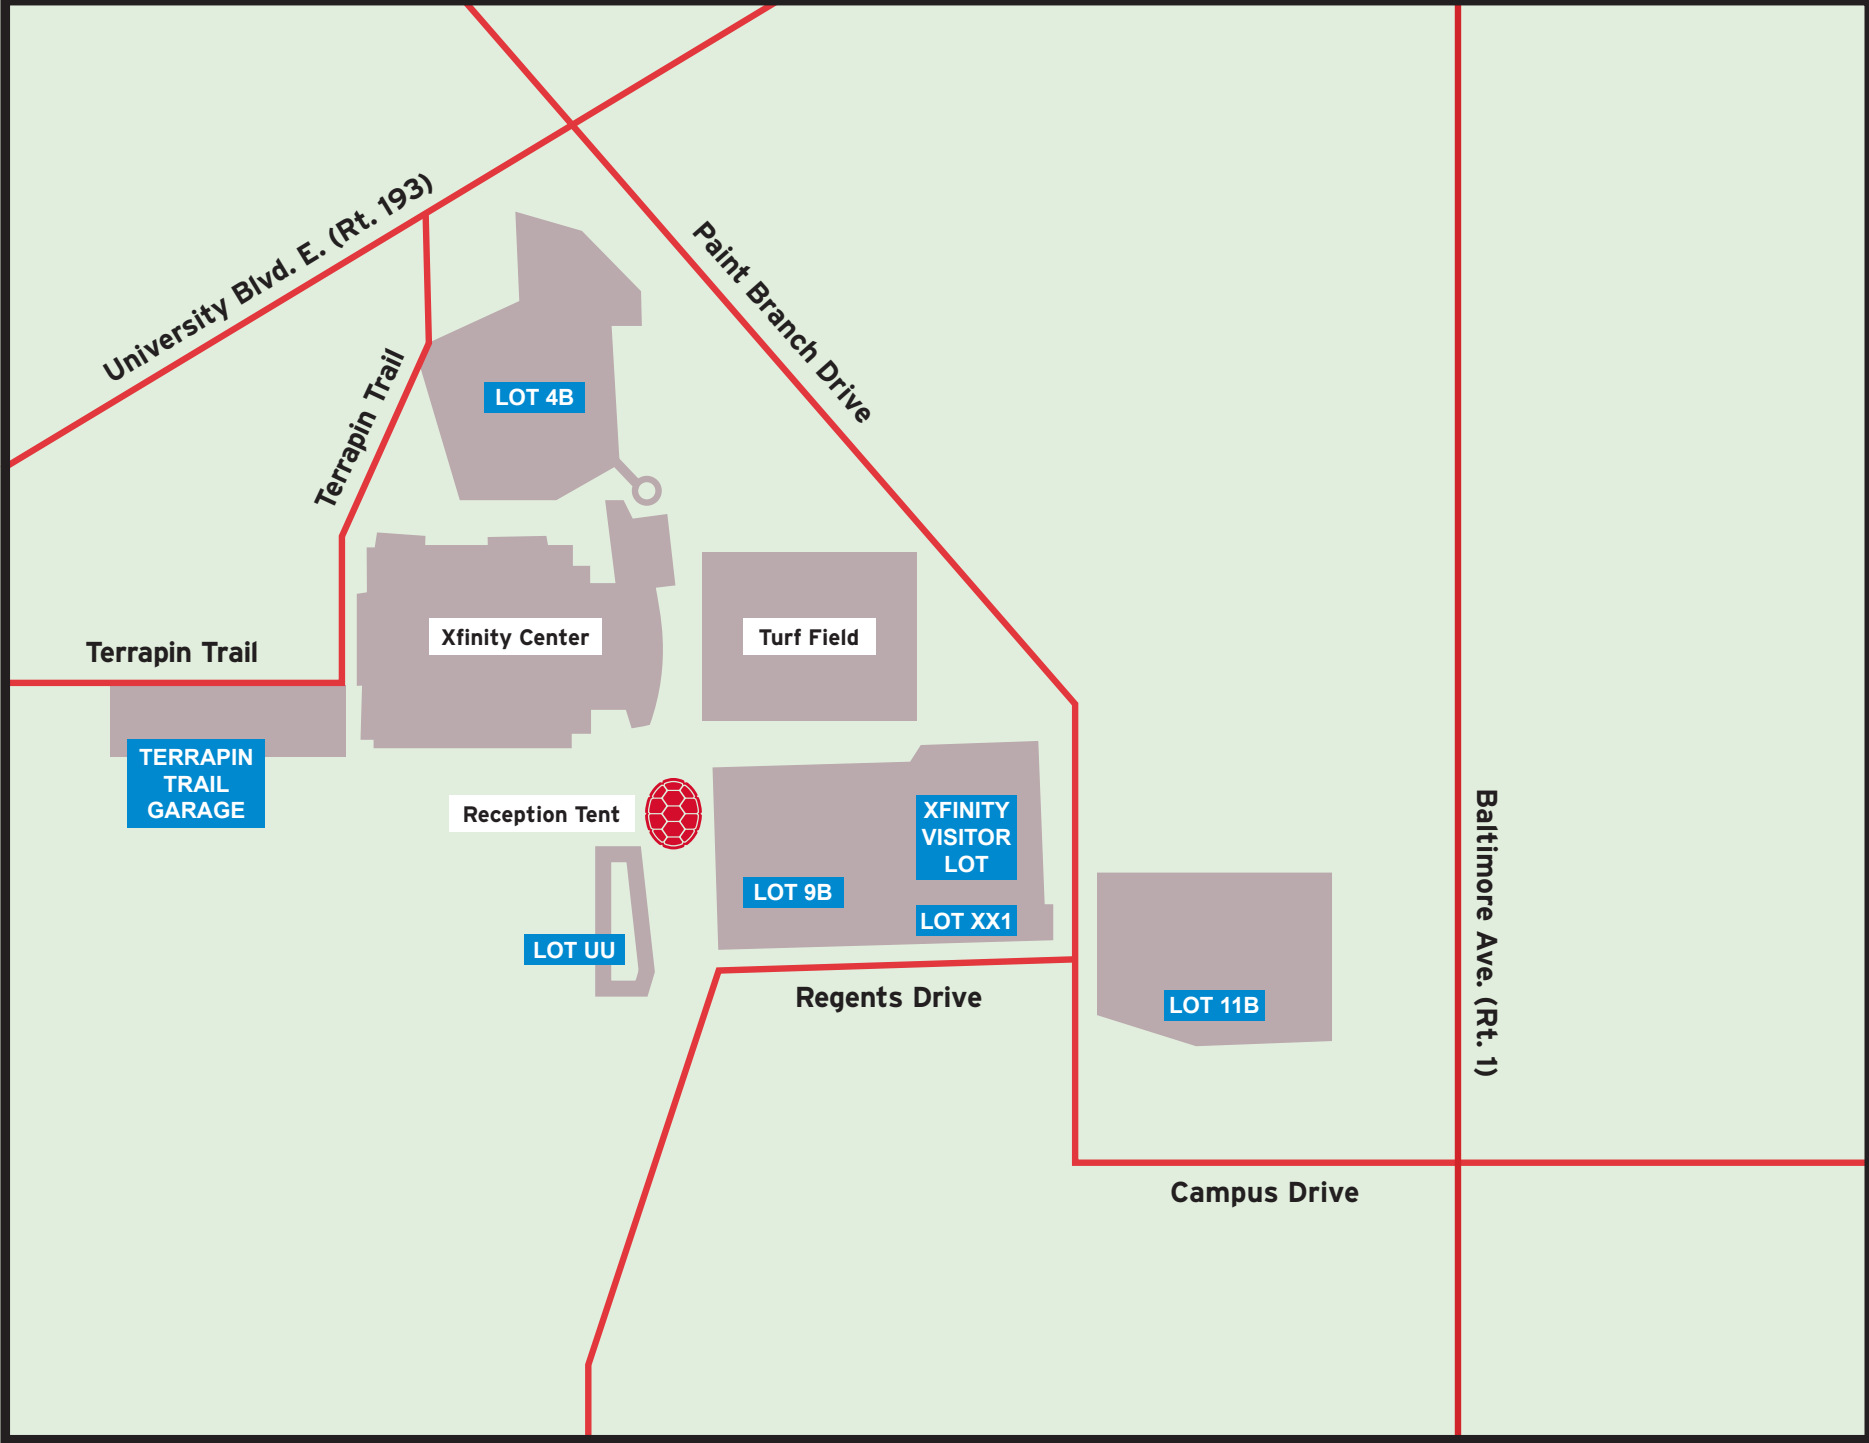 University Blvd. E. (Rt. 193)
Paint Branch Drive
Terrapin Trail
LOT 4B
Terrapin Trail
Xfinity Center
Turf Field
TERRAPIN
TRAIL
GARAGE
Reception Tent
XFINITY
VISITOR
LOT
LOT 9B
LOT XX1
LOT UU
Regents Drive
LOT 11B
Baltimore Ave. (Rt. 1)
Campus Drive